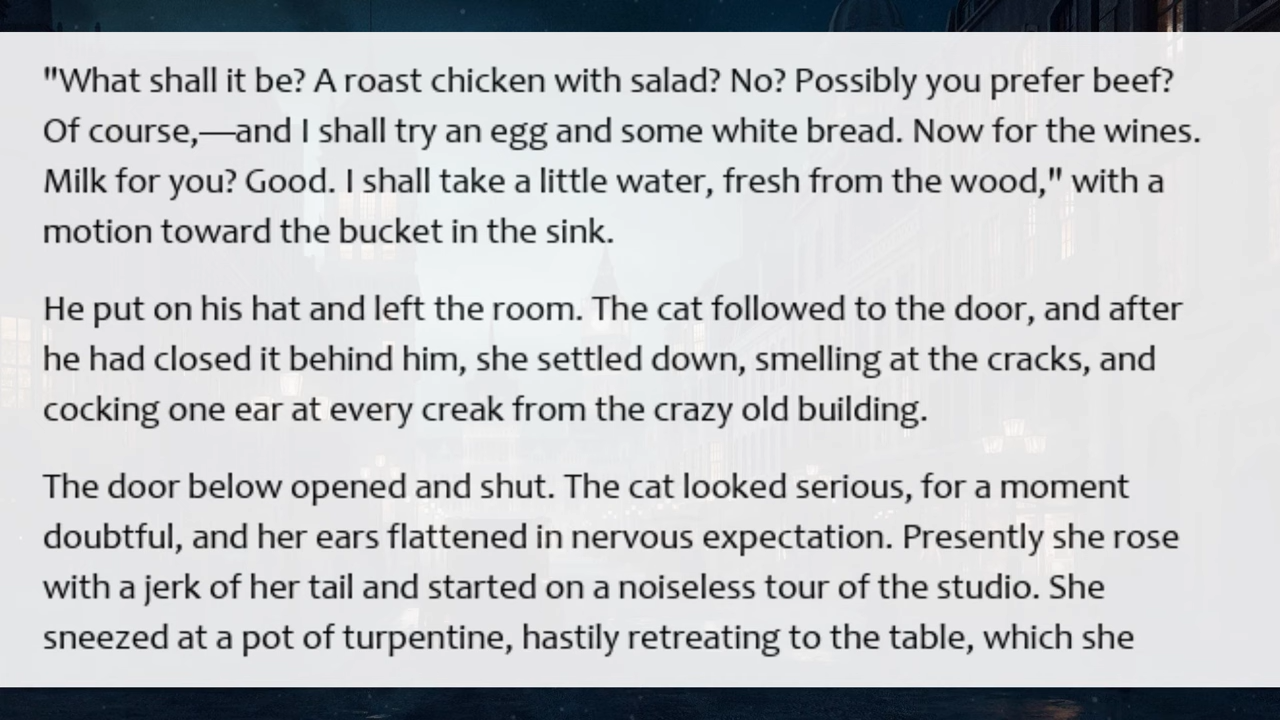 "What shall it be? A roast chicken with salad? No? Possibly you prefer beef?
Of course,—and I shall try an egg and some white bread. Now for the wines.
Milk for you? Good. I shall take a little water, fresh from the wood," with a
motion toward the bucket in the sink.
He put on his hat and left the room. The cat followed to the door, and after
he had closed it behind him, she settled down, smelling at the cracks, and
cocking one ear at every creak from the crazy old building.
The door below opened and shut. The cat looked serious, for a moment
doubtful, and her ears flattened in nervous expectation. Presently she rose
with a jerk of her tail and started on a noiseless tour of the studio. She
sneezed at a pot of turpentine, hastily retreating to the table, which she